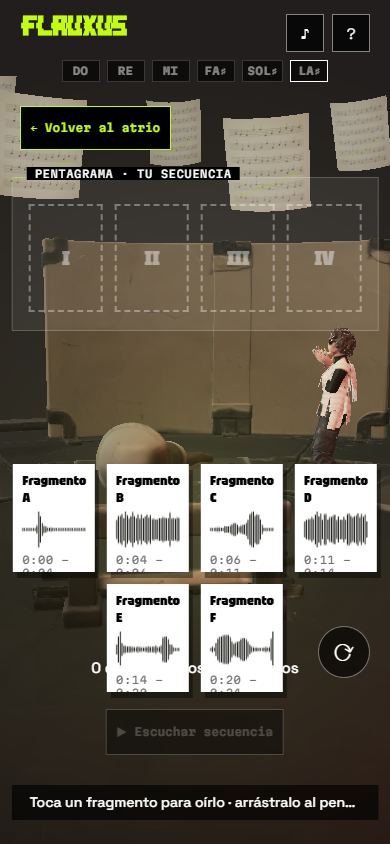 FLAUXUS
♪
?
DO RE MI FA♯ SOL♯ LA♯
← Volver al atrio
PENTAGRAMA · TU SECUENCIA
I II III IV
Fragmento A
0:00 –
Fragmento B
0:04 –
Fragmento C
0:06 –
Fragmento D
0:11 –
Fragmento E
0:14 –
Fragmento F
0:20 –
0
os
▶ Escuchar secuencia
Toca un fragmento para oírlo · arrástralo al pen…